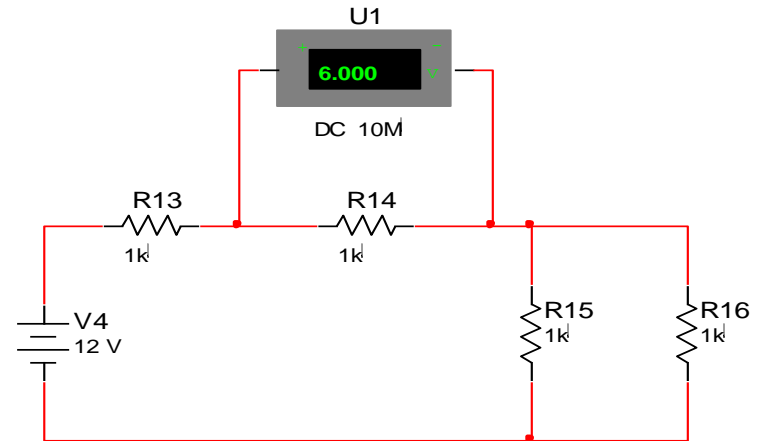 U1
+ −
6.000 V
DC 10M
R13
1k
R14
1k
V4
12 V
R15
1k
R16
1k